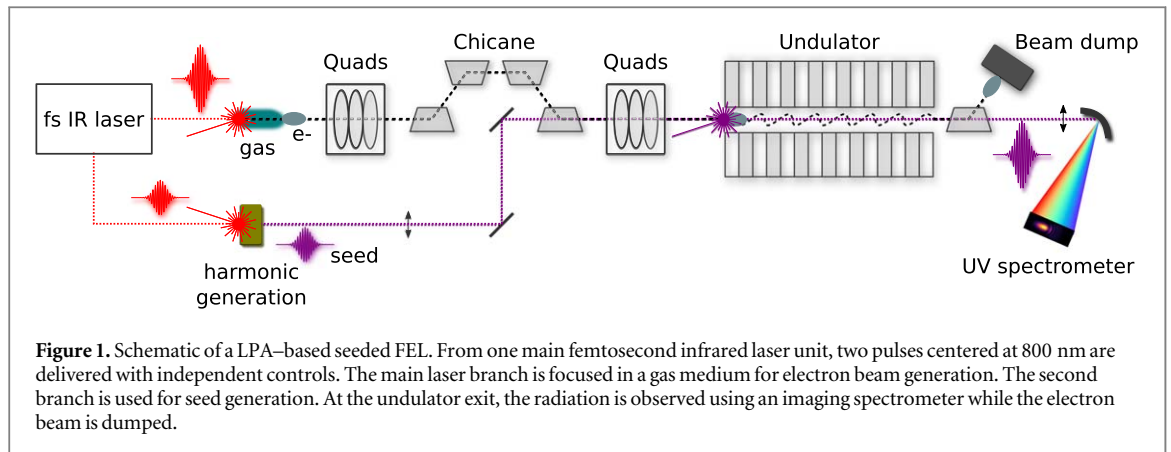 Quads
Chicane
Quads
Undulator
Beam dump
fs IR laser
gas
e-
seed
harmonic
generation
UV spectrometer
Figure 1. Schematic of a LPA–based seeded FEL. From one main femtosecond infrared laser unit, two pulses centered at 800 nm are
delivered with independent controls. The main laser branch is focused in a gas medium for electron beam generation. The second
branch is used for seed generation. At the undulator exit, the radiation is observed using an imaging spectrometer while the electron
beam is dumped.